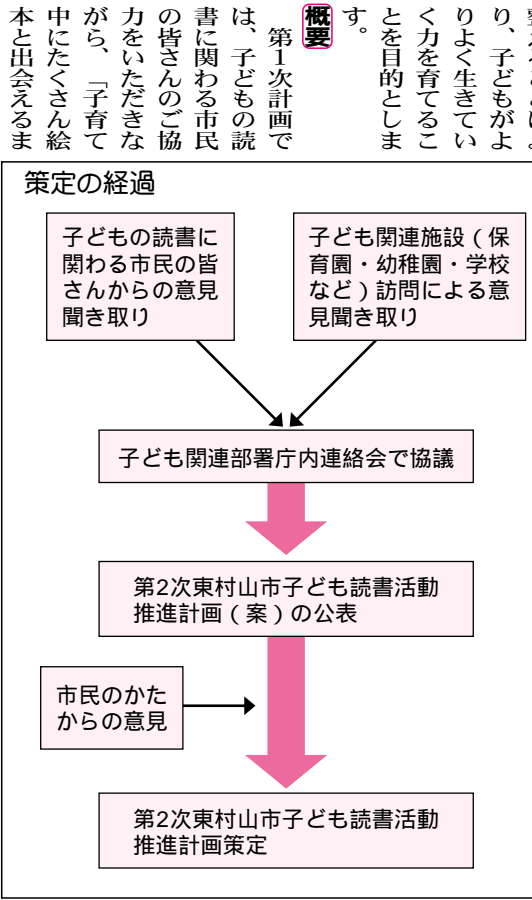 り、子どもがよ
りよく生きてい
く力を育てるこ
とを目的としま
す。
概要
　第1次計画で
は、子どもの読
書に関わる市民
の皆さんのご協
力をいただきな
がら、「子育て
中にたくさん絵
本と出会えるま
策定の経過
子どもの読書に
関わる市民の皆
さんからの意見
聞き取り
子ども関連施設（保
育園・幼稚園・学校
など）訪問による意
見聞き取り
子ども関連部署庁内連絡会で協議
第2次東村山市子ども読書活動
推進計画（案）の公表
市民のかた
からの意見
第2次東村山市子ども読書活動
推進計画策定